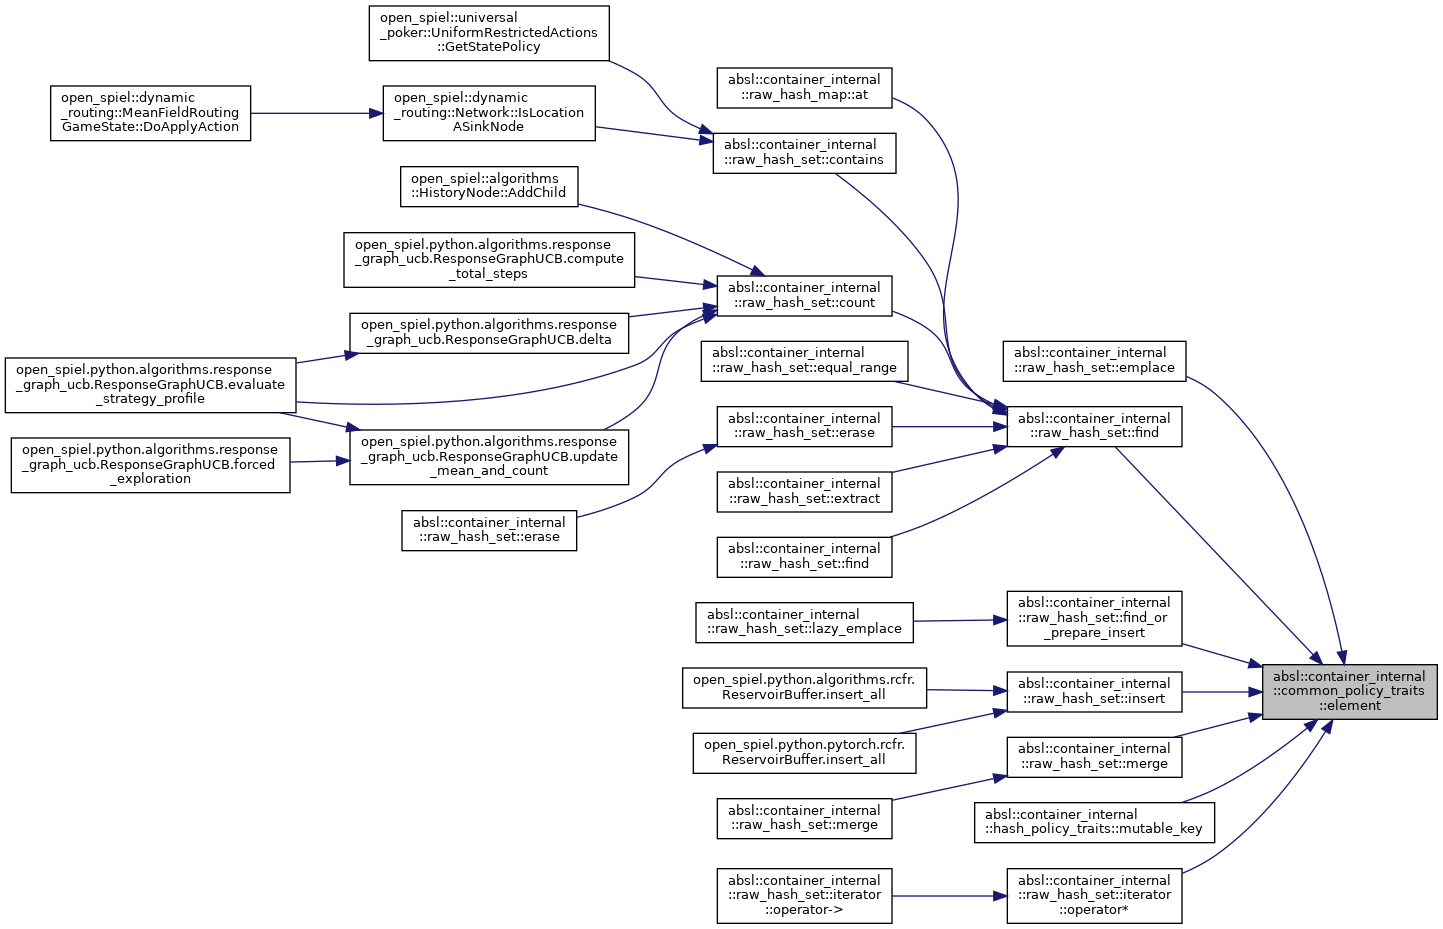 open_spiel::universal
_poker::UniformRestrictedActions
::GetStatePolicy
absl::container_internal
::raw_hash_map::at
open_spiel::dynamic
_routing::MeanFieldRouting
GameState::DoApplyAction
open_spiel::dynamic
_routing::Network::IsLocation
ASinkNode
absl::container_internal
::raw_hash_set::contains
open_spiel::algorithms
::HistoryNode::AddChild
open_spiel.python.algorithms.response
_graph_ucb.ResponseGraphUCB.compute
_total_steps
absl::container_internal
::raw_hash_set::count
open_spiel.python.algorithms.response
_graph_ucb.ResponseGraphUCB.delta
absl::container_internal
::raw_hash_set::equal_range
absl::container_internal
::raw_hash_set::emplace
open_spiel.python.algorithms.response
_graph_ucb.ResponseGraphUCB.evaluate
_strategy_profile
absl::container_internal
::raw_hash_set::erase
absl::container_internal
::raw_hash_set::find
open_spiel.python.algorithms.response
_graph_ucb.ResponseGraphUCB.forced
_exploration
open_spiel.python.algorithms.response
_graph_ucb.ResponseGraphUCB.update
_mean_and_count
absl::container_internal
::raw_hash_set::extract
absl::container_internal
::raw_hash_set::erase
absl::container_internal
::raw_hash_set::find
absl::container_internal
::raw_hash_set::lazy_emplace
absl::container_internal
::raw_hash_set::find_or
_prepare_insert
open_spiel.python.algorithms.rcfr.
ReservoirBuffer.insert_all
absl::container_internal
::raw_hash_set::insert
absl::container_internal
::common_policy_traits
::element
open_spiel.python.pytorch.rcfr.
ReservoirBuffer.insert_all
absl::container_internal
::raw_hash_set::merge
absl::container_internal
::raw_hash_set::merge
absl::container_internal
::hash_policy_traits::mutable_key
absl::container_internal
::raw_hash_set::iterator
::operator->
absl::container_internal
::raw_hash_set::iterator
::operator*